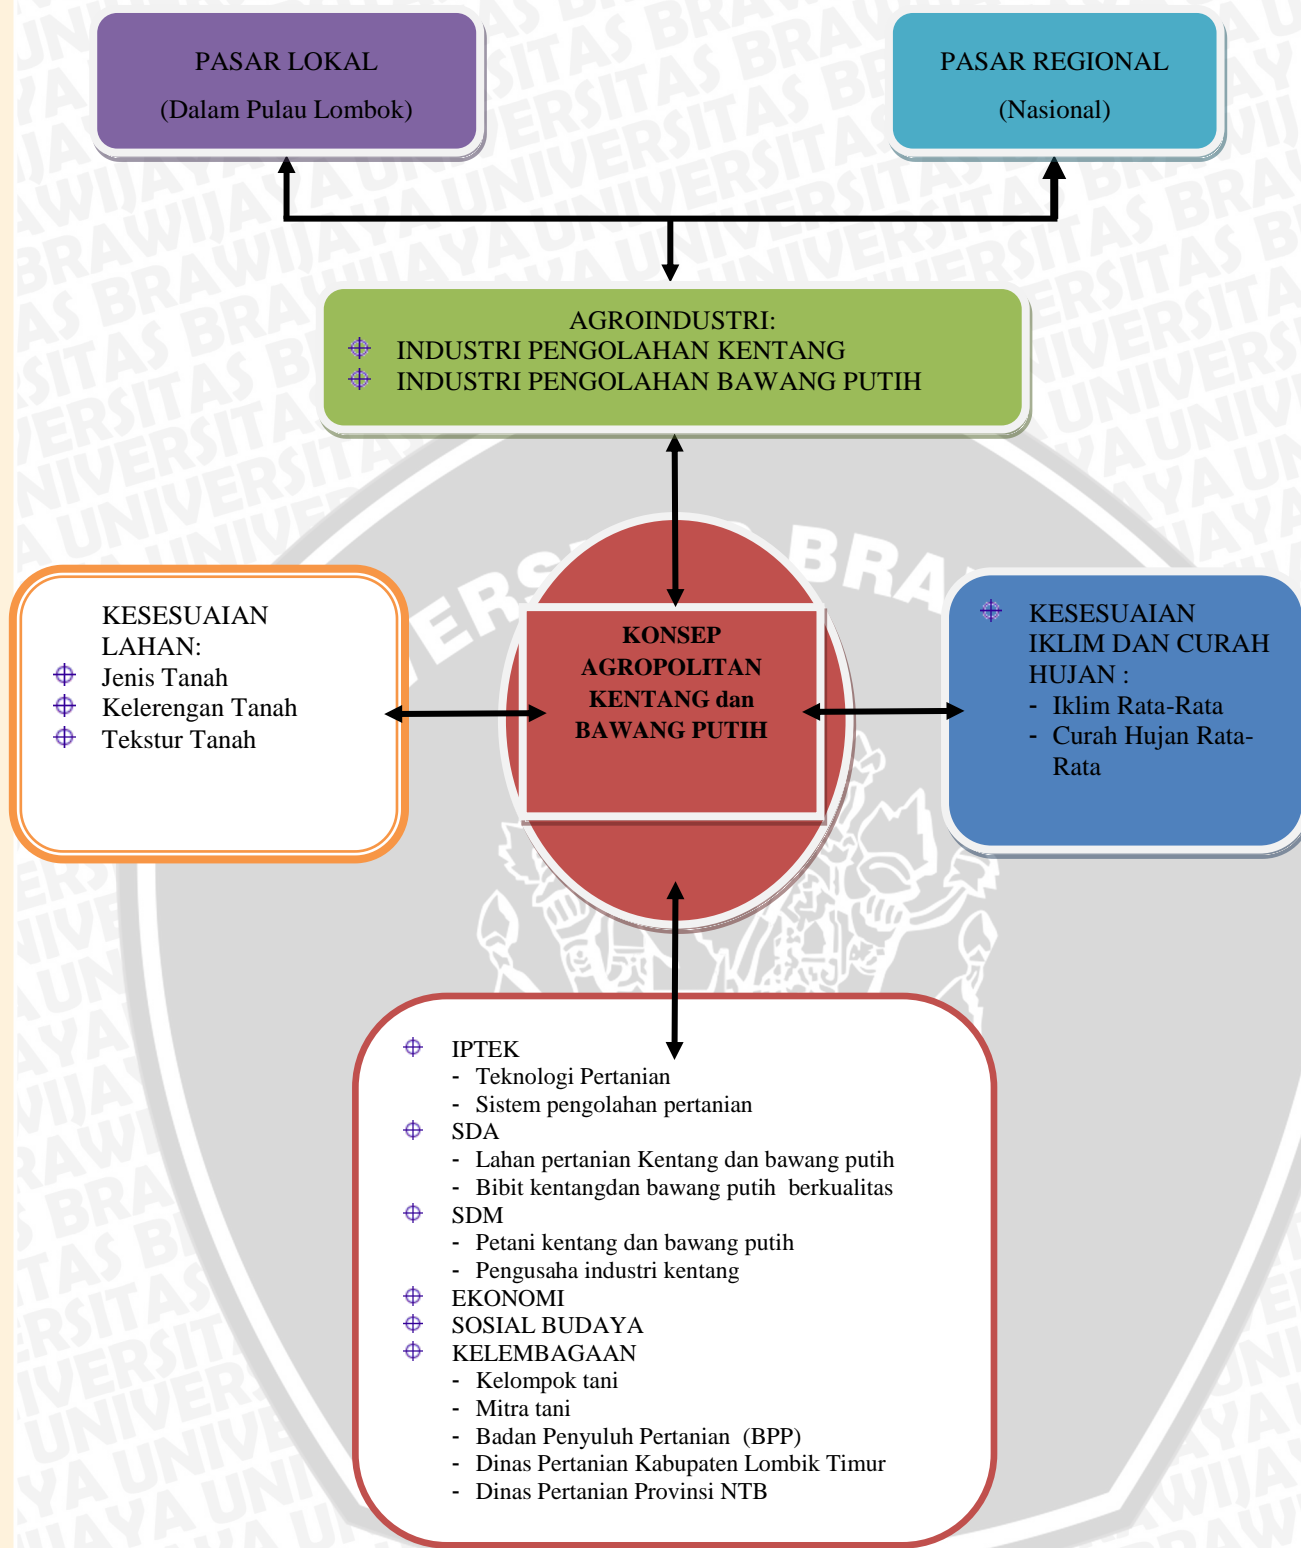 PASAR LOKAL
(Dalam Pulau Lombok)
PASAR REGIONAL
(Nasional)
AGROINDUSTRI:
INDUSTRI PENGOLAHAN KENTANG
INDUSTRI PENGOLAHAN BAWANG PUTIH
KESESUAIAN
LAHAN:
Jenis Tanah
Kelerengan Tanah
Tekstur Tanah
KONSEP
AGROPOLITAN
KENTANG dan
BAWANG PUTIH
KESESUAIAN
IKLIM DAN CURAH
HUJAN :
- Iklim Rata-Rata
- Curah Hujan Rata-
Rata
IPTEK
- Teknologi Pertanian
- Sistem pengolahan pertanian
SDA
- Lahan pertanian Kentang dan bawang putih
- Bibit kentangdan bawang putih  berkualitas
SDM
- Petani kentang dan bawang putih
- Pengusaha industri kentang
EKONOMI
SOSIAL BUDAYA
KELEMBAGAAN
- Kelompok tani
- Mitra tani
- Badan Penyuluh Pertanian  (BPP)
- Dinas Pertanian Kabupaten Lombik Timur
- Dinas Pertanian Provinsi NTB